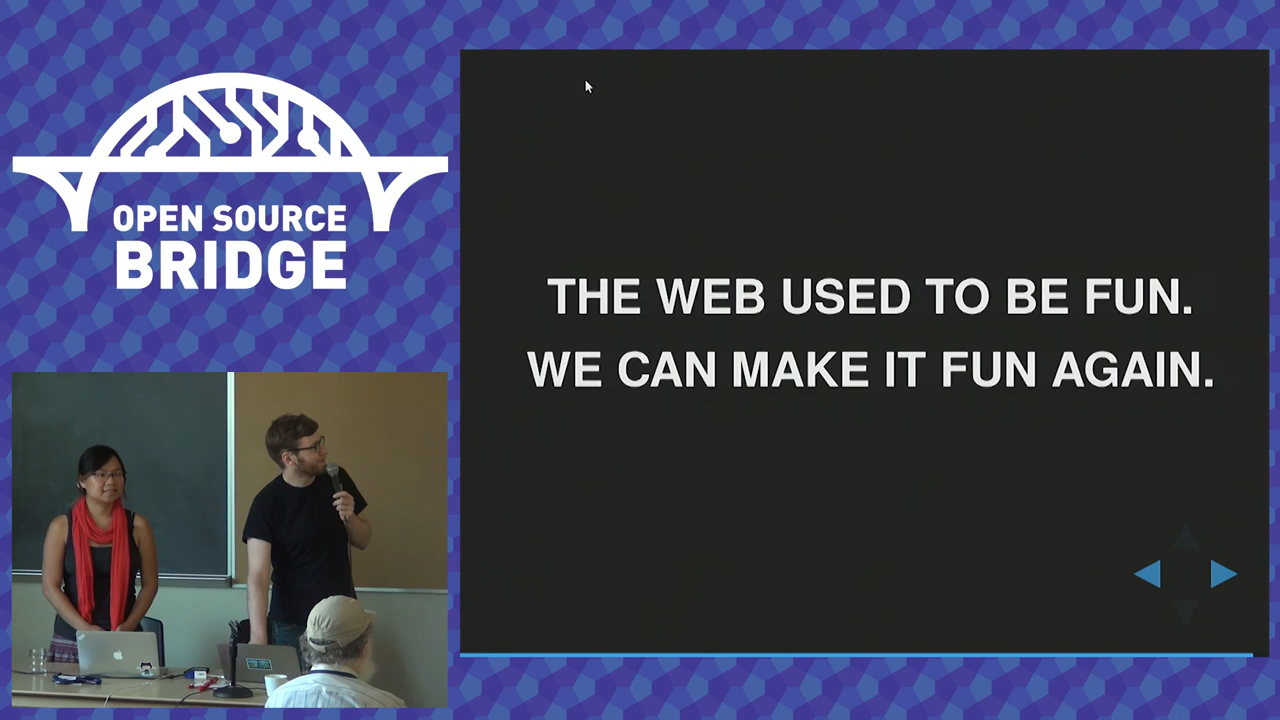 OPEN SOURCE
BRIDGE
THE WEB USED TO BE FUN.
WE CAN MAKE IT FUN AGAIN.